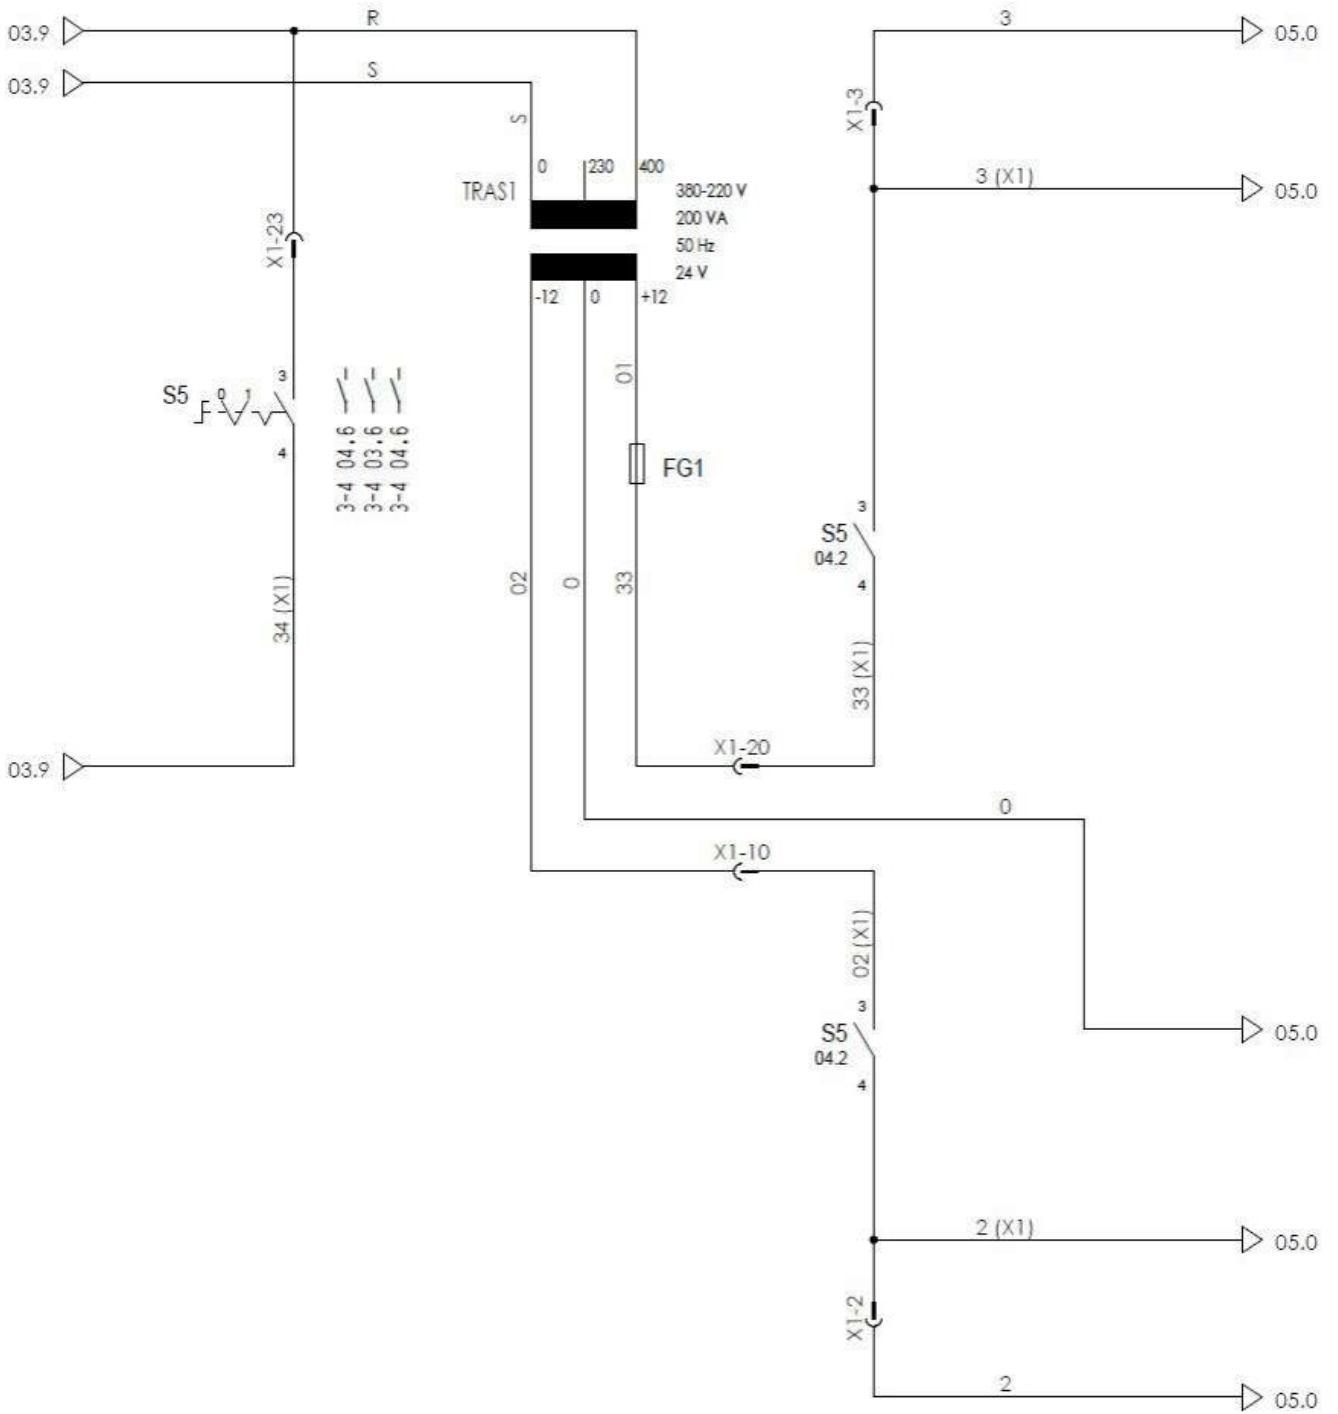 03.9
R
3
05.0
03.9
S
S
X1-3
0
230
400
3 (X1)
05.0
TRAS1
380-220 V
200 VA
50 Hz
24 V
X1-23
-12
0
+12
S5
0
1
3
4
3-4 04.6
3-4 03.6
3-4 04.6
01
FG1
3
S5
04.2
4
34 (X1)
02
0
33
33 (X1)
03.9
X1-20
0
X1-10
02 (X1)
3
S5
04.2
4
05.0
2 (X1)
05.0
X1-2
2
05.0